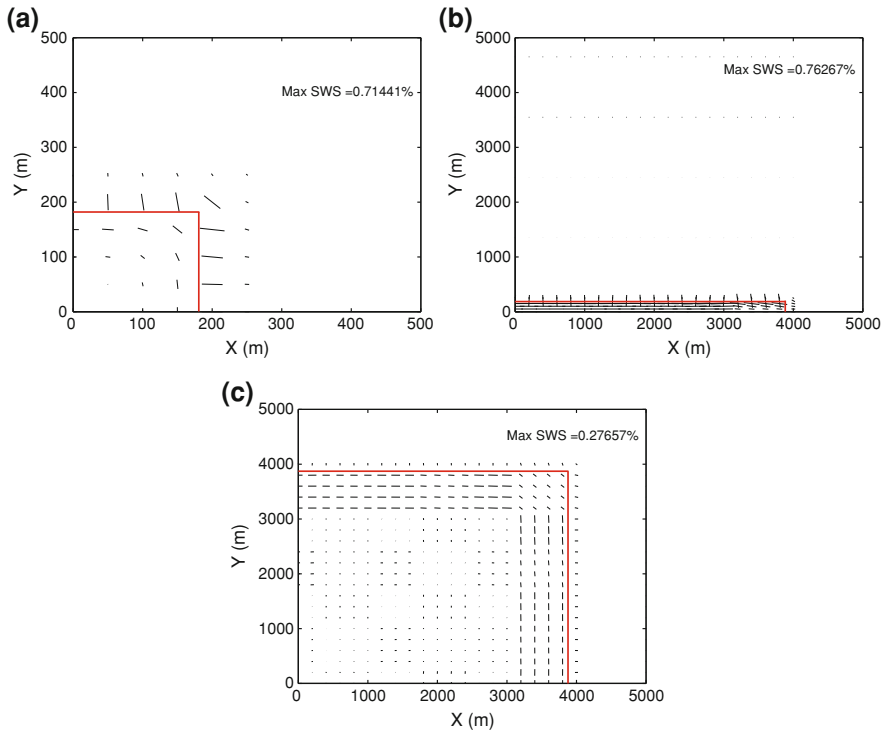 (a)
500
400
300
200
100
0
Y (m)
Max SWS =0.71441%
0 100 200 300 400 500
X (m)
(b)
5000
4000
3000
2000
1000
0
Y (m)
Max SWS =0.76267%
0 1000 2000 3000 4000 5000
X (m)
(c)
5000
4000
3000
2000
1000
0
Y (m)
Max SWS =0.27657%
0 1000 2000 3000 4000 5000
X (m)